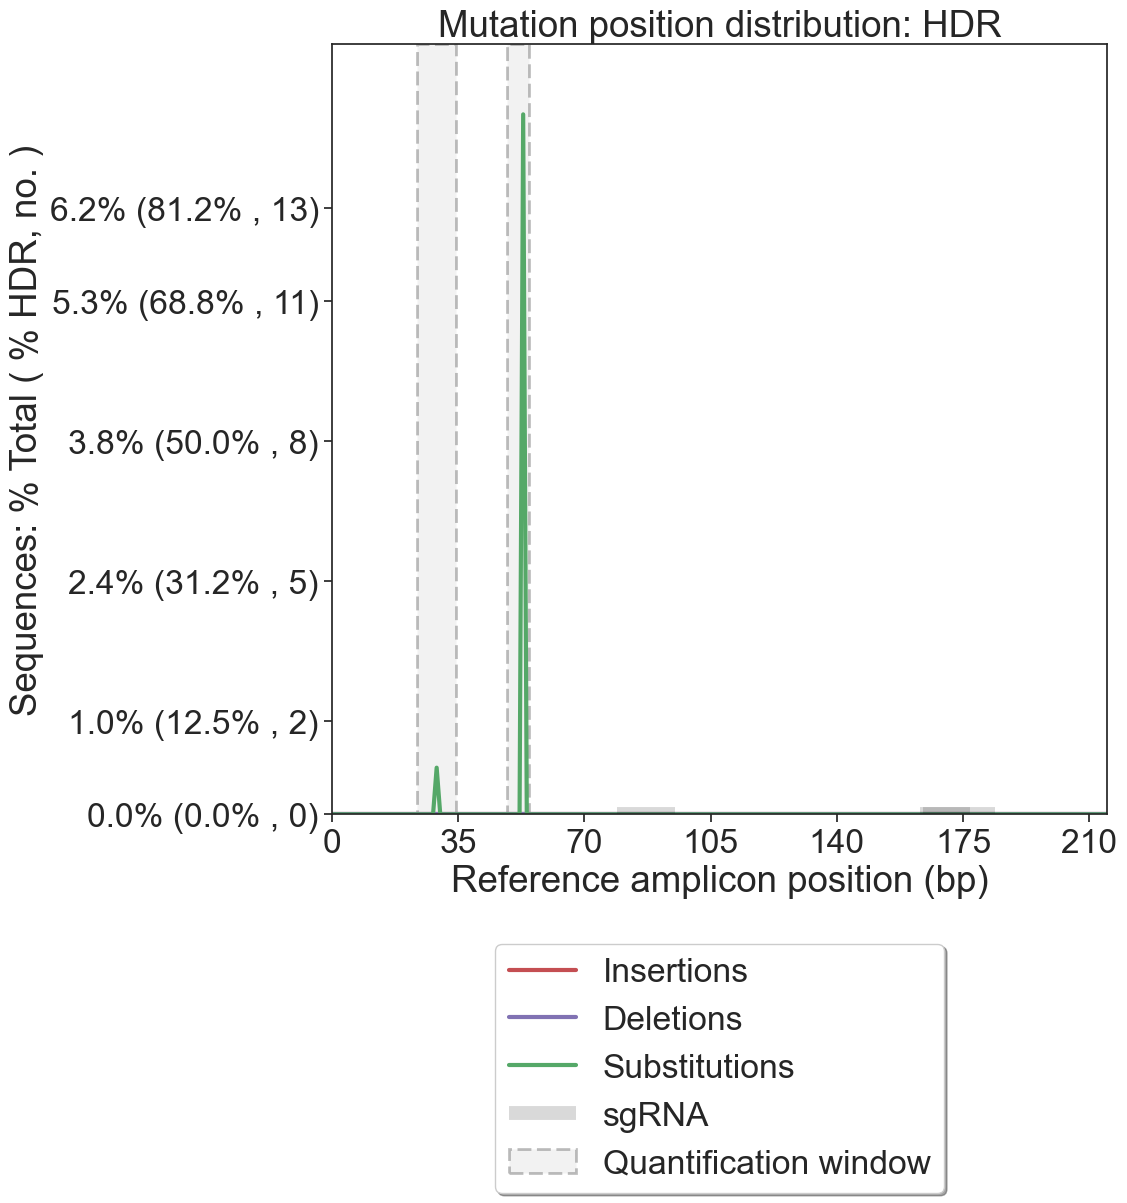 Mutation position distribution: HDR
Sequences: % Total ( % HDR, no. )
6.2% (81.2% , 13)
5.3% (68.8% , 11)
3.8% (50.0% , 8)
2.4% (31.2% , 5)
1.0% (12.5% , 2)
0.0% (0.0% , 0)
0 35 70 105 140 175 210
Reference amplicon position (bp)
Insertions
Deletions
Substitutions
sgRNA
Quantification window